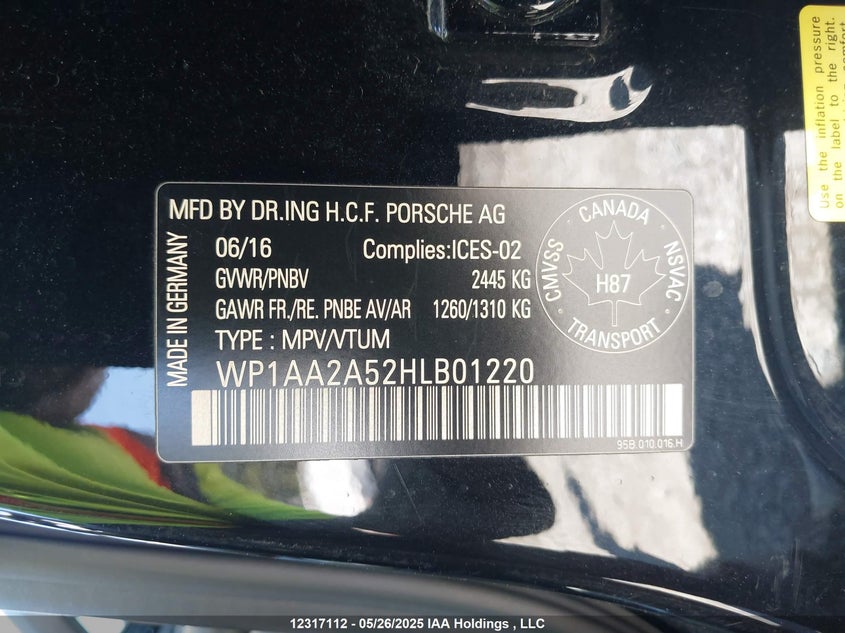 MFD BY DR.ING H.C.F. PORSCHE AG
06/16 Complies:ICES-02
GVWR/PNBV 2445 KG
GAWR FR./RE. PNBE AV/AR 1260/1310 KG
TYPE : MPV/VTUM
WP1AA2A52HLB01220
MADE IN GERMANY
CANADA
CMVSS
NSVAC
H87
TRANSPORT
95B.010.016.H
Use the inflation pressure
on the label to the right.
12317112 - 05/26/2025 IAA Holdings , LLC